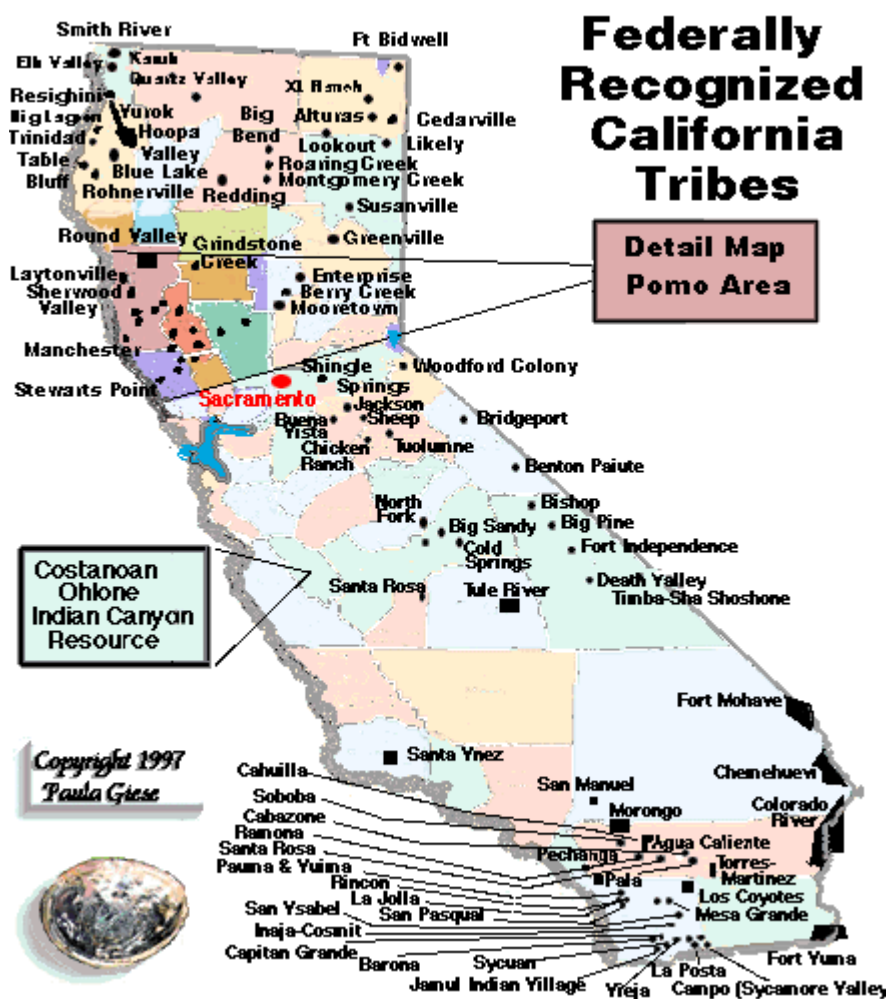 Federally
Recognized
California
Tribes
Detail Map
Pomo Area
Smith River
Elk Valley
Karuk
Quartz Valley
Ft Bidwell
Resighini
Yurok
Big Lagoon
Trinidad
Hoopa
Valley
Table
Bluff
Blue Lake
Rohnerville
Big
Bend
Redding
XL Ranch
Alturas
Cedarville
Lookout
Likely
Roaring Creek
Montgomery Creek
Susanville
Round Valley
Grindstone
Creek
Greenville
Laytonville
Sherwood
Valley
Enterprise
Berry Creek
Mooretown
Manchester
Stewarts Point
Sacramento
Shingle
Springs
Woodford Colony
Jackson
Buena
Vista
Sheep
Chicken
Ranch
Tuolumne
Bridgeport
Benton Paiute
North
Fork
Big Sandy
Cold
Springs
Bishop
Big Pine
Fort Independence
Death Valley
Timba-Sha Shoshone
Santa Rosa
Tule River
Costanoan
Ohlone
Indian Canyon
Resource
Fort Mohave
Chemehuevi
Colorado
River
Santa Ynez
San Manuel
Morongo
Copyright 1997
Paula Giese
Cahuilla
Soboba
Cabazone
Ramona
Santa Rosa
Pauma & Yuima
Rincon
La Jolla
San Pasqual
San Ysabel
Inaja-Cosmit
Capitan Grande
Barona
Sycuan
Jamul Indian Village
Agua Caliente
Pechanga
Pala
Torres-
Martinez
Los Coyotes
Mesa Grande
Fort Yuma
La Posta
Vieja
Campo (Sycamore Valley